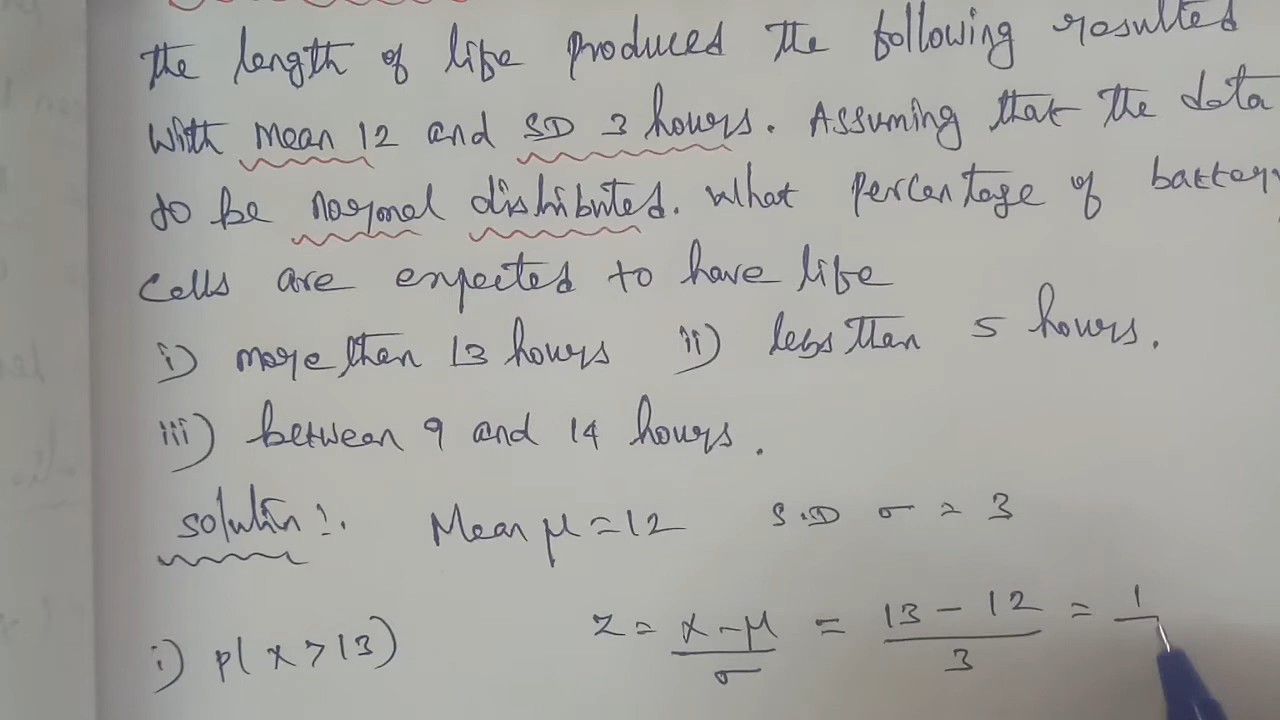 the length of life produced the following resulted
with mean 12 and SD 3 hours. Assuming that the data
to be normal distributed. what percentage of battery
cells are expected to have life
i) more than 13 hours ii) less than 5 hours.
iii) between 9 and 14 hours.
solution:. Mean μ = 12 S.D σ = 3
i) p(x > 13) z = x - μ / σ = 13 - 12 / 3 = 1